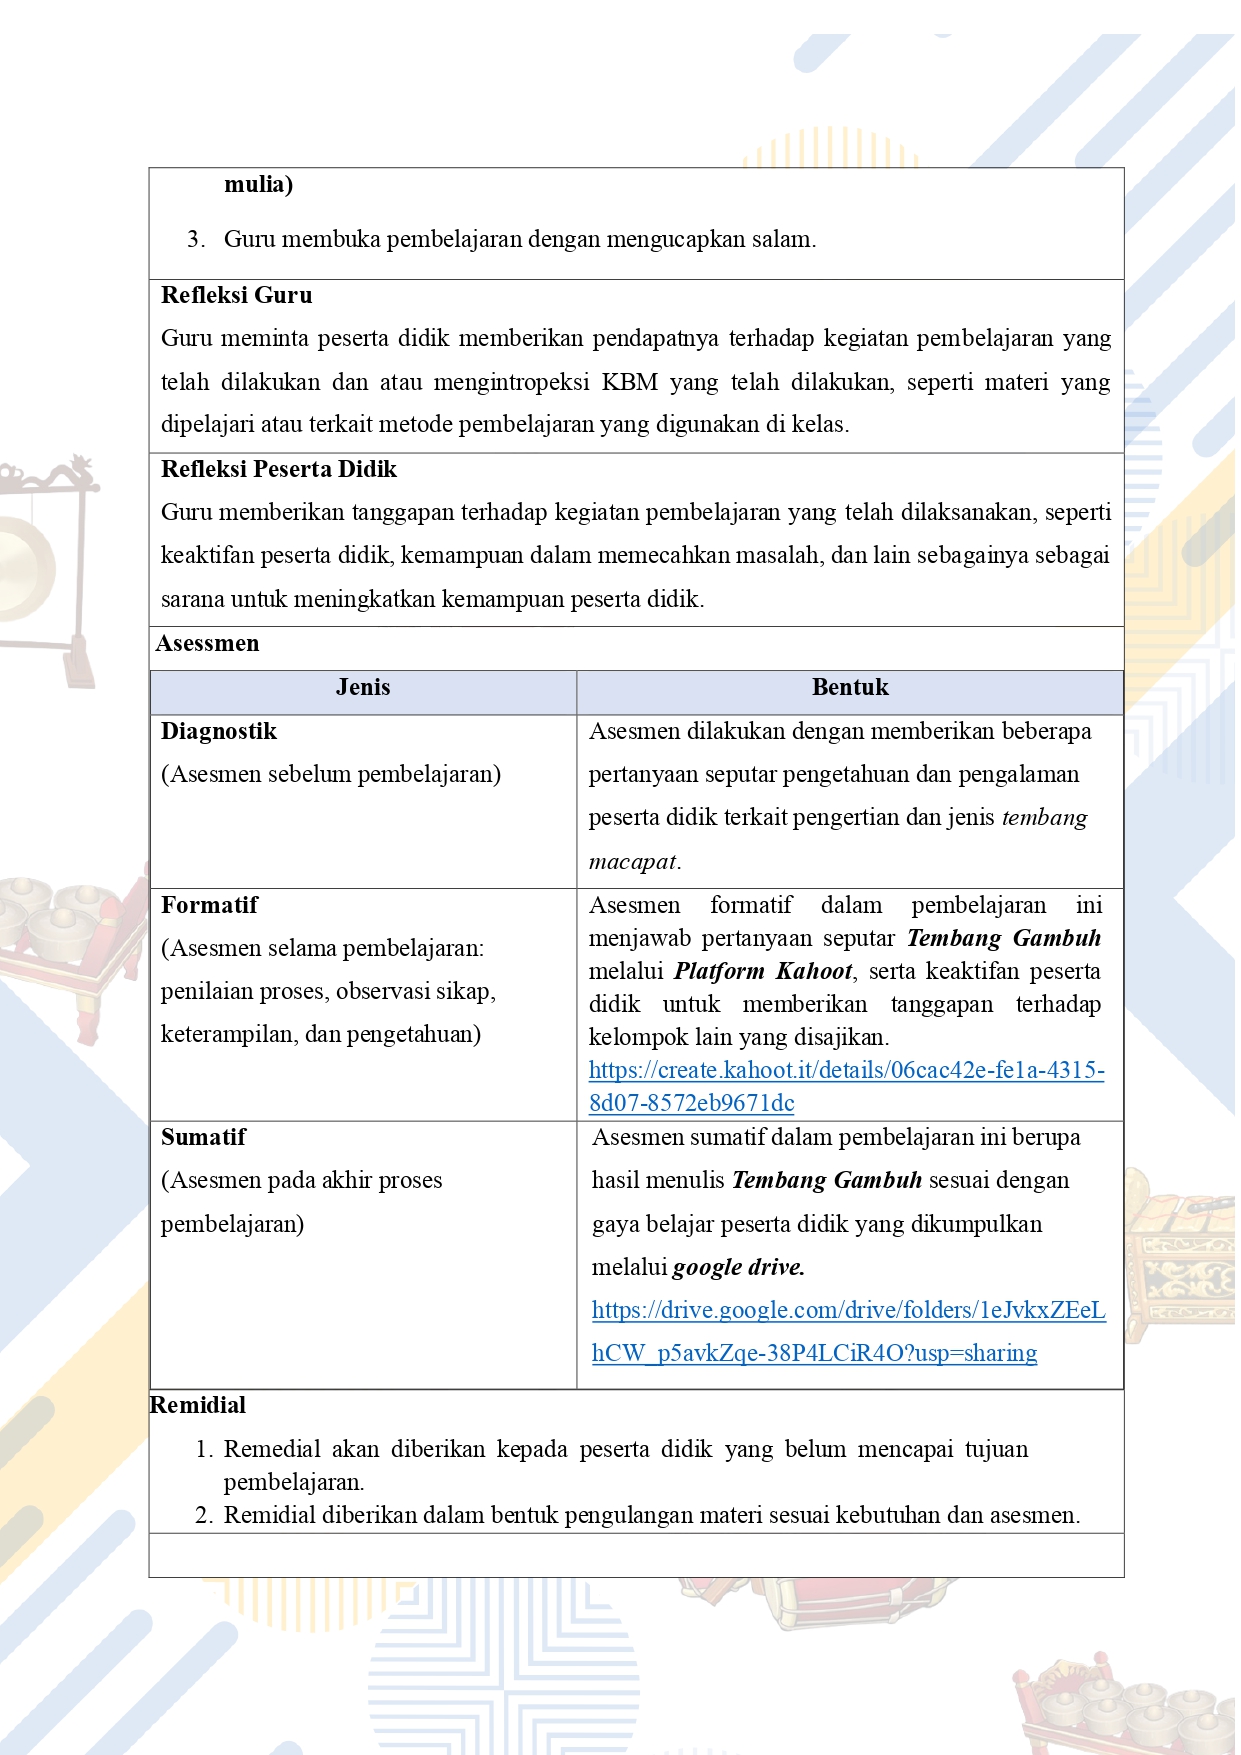 mulia)
3. Guru membuka pembelajaran dengan mengucapkan salam.
Refleksi Guru
Guru meminta peserta didik memberikan pendapatnya terhadap kegiatan pembelajaran yang
telah dilakukan dan atau mengintropeksi KBM yang telah dilakukan, seperti materi yang
dipelajari atau terkait metode pembelajaran yang digunakan di kelas.
Refleksi Peserta Didik
Guru memberikan tanggapan terhadap kegiatan pembelajaran yang telah dilaksanakan, seperti
keaktifan peserta didik, kemampuan dalam memecahkan masalah, dan lain sebagainya sebagai
sarana untuk meningkatkan kemampuan peserta didik.
Asessmen
Jenis
Bentuk
Diagnostik
(Asesmen sebelum pembelajaran)
Asesmen dilakukan dengan memberikan beberapa
pertanyaan seputar pengetahuan dan pengalaman
peserta didik terkait pengertian dan jenis tembang
macapat.
Formatif
(Asesmen selama pembelajaran:
penilaian proses, observasi sikap,
keterampilan, dan pengetahuan)
Asesmen formatif dalam pembelajaran ini
menjawab pertanyaan seputar Tembang Gambuh
melalui Platform Kahoot, serta keaktifan peserta
didik untuk memberikan tanggapan terhadap
kelompok lain yang disajikan.
https://create.kahoot.it/details/06cac42e-fe1a-4315-
8d07-8572eb9671dc
Sumatif
(Asesmen pada akhir proses
pembelajaran)
Asesmen sumatif dalam pembelajaran ini berupa
hasil menulis Tembang Gambuh sesuai dengan
gaya belajar peserta didik yang dikumpulkan
melalui google drive.
https://drive.google.com/drive/folders/1eJvkxZEeL
hCW_p5avkZqe-38P4LCiR4O?usp=sharing
Remidial
1. Remedial akan diberikan kepada peserta didik yang belum mencapai tujuan
pembelajaran.
2. Remidial diberikan dalam bentuk pengulangan materi sesuai kebutuhan dan asesmen.